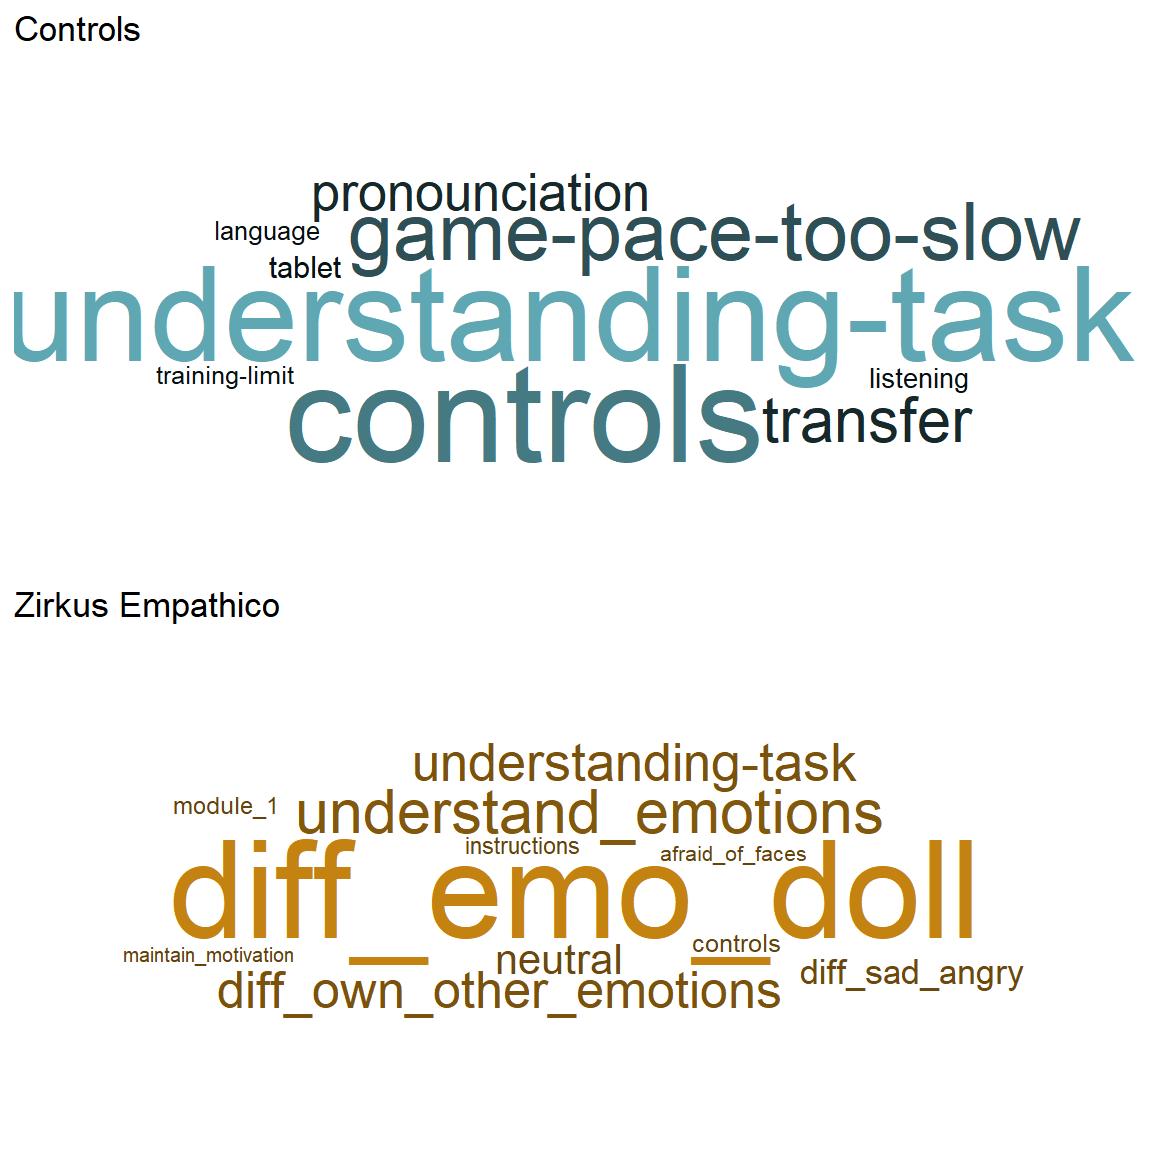 Controls
pronounciation
language
game-pace-too-slow
tablet
understanding-task
training-limit
listening
controls
transfer
Zirkus Empathico
understanding-task
module_1
understand_emotions
instructions
afraid_of_faces
diff_emo_doll
controls
maintain_motivation
neutral
diff_sad_angry
diff_own_other_emotions